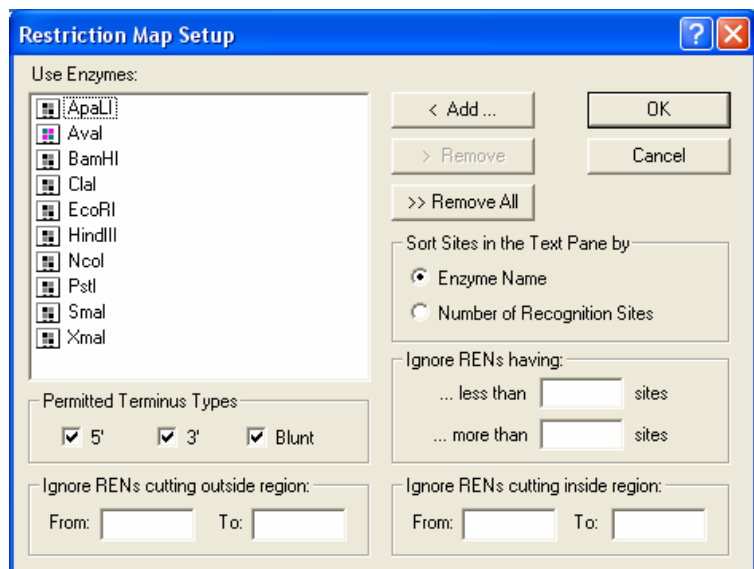 Restriction Map Setup
Use Enzymes:
ApaLI
AvaI
BamHI
ClaI
EcoRI
HindIII
NcoI
PstI
SmaI
XmaI
< Add ...
> Remove
>> Remove All
OK
Cancel
Sort Sites in the Text Pane by
Enzyme Name
Number of Recognition Sites
Permitted Terminus Types
5' 3' Blunt
Ignore RENs having:
... less than sites
... more than sites
Ignore RENs cutting outside region:
From: To:
Ignore RENs cutting inside region:
From: To: